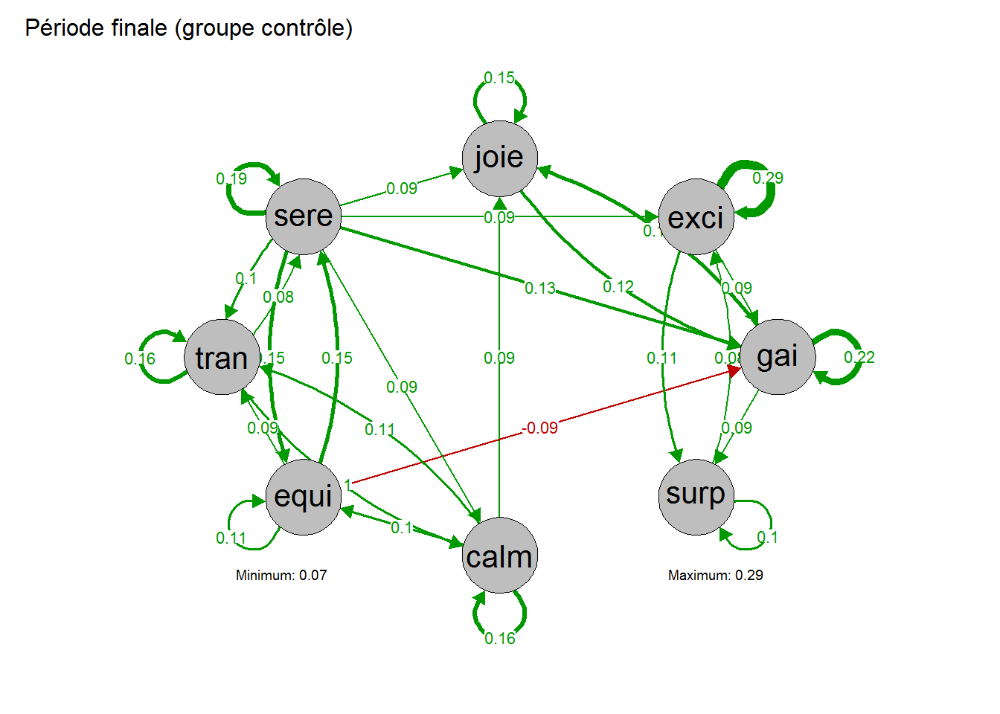 Période finale (groupe contrôle)
0.15
joie
0.19
0.29
sere
0.09
0.09
exci
0.1
0.08
0.13
0.12
0.09
tran
0.16
0.15
0.15
0.09
0.11
gai
0.22
0.09
0.09
0.11
-0.09
0.09
equi
0.11
0.1
calm
surp
0.1
Minimum: 0.07
Maximum: 0.29
0.16